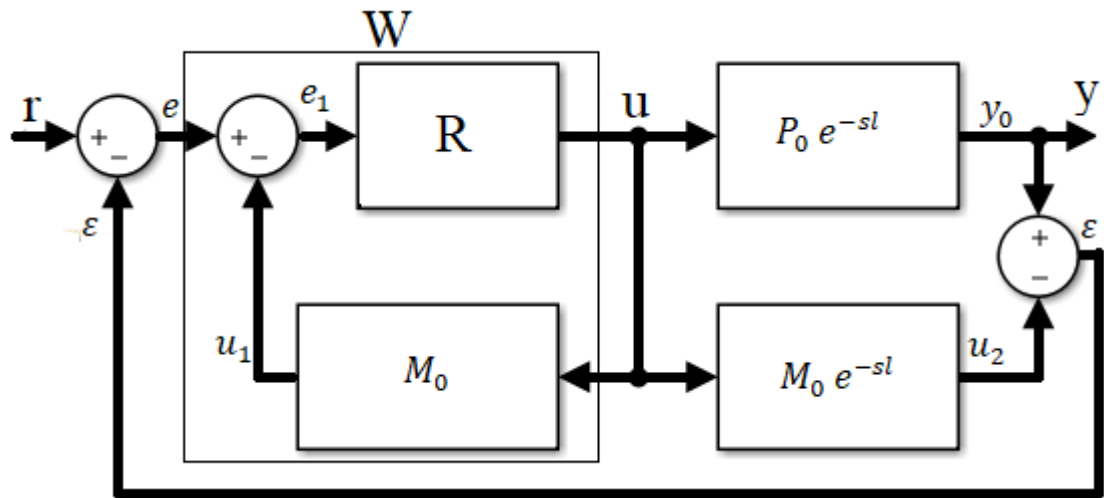 W
r
+
−
e
+
−
e₁
R
u
P₀ e⁻ˢˡ
y₀
y
ε
+
−
ε
u₁
M₀
M₀ e⁻ˢˡ
u₂